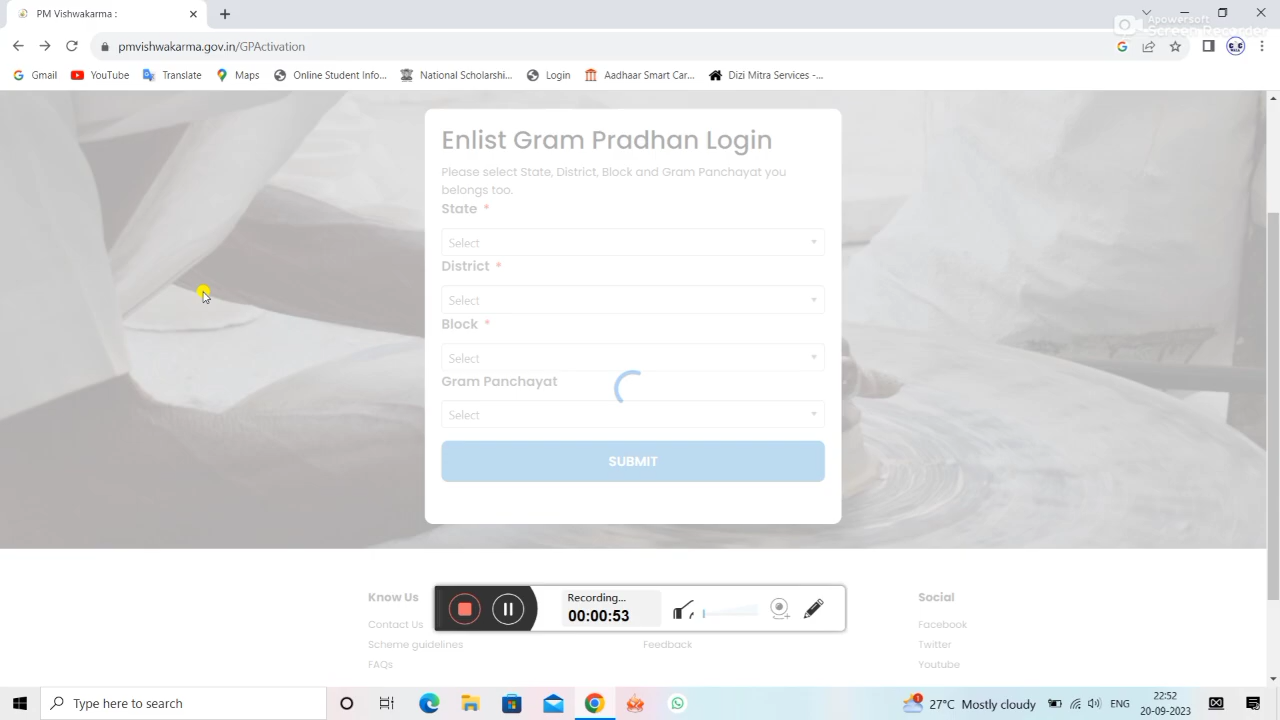 PM Vishwakarma :
Apowersoft
Screen Recorder
pmvishwakarma.gov.in/GPActivation
Gmail
YouTube
Translate
Maps
Online Student Info...
National Scholarshi...
Login
Aadhaar Smart Car...
Dizi Mitra Services -...
Enlist Gram Pradhan Login
Please select State, District, Block and Gram Panchayat you
belongs too.
State *
Select
District *
Select
Block *
Select
Gram Panchayat
Select
SUBMIT
Know Us
Contact Us
Scheme guidelines
FAQs
Feedback
Social
Facebook
Twitter
Youtube
Recording...
00:00:53
Type here to search
27°C Mostly cloudy
ENG
22:52
20-09-2023